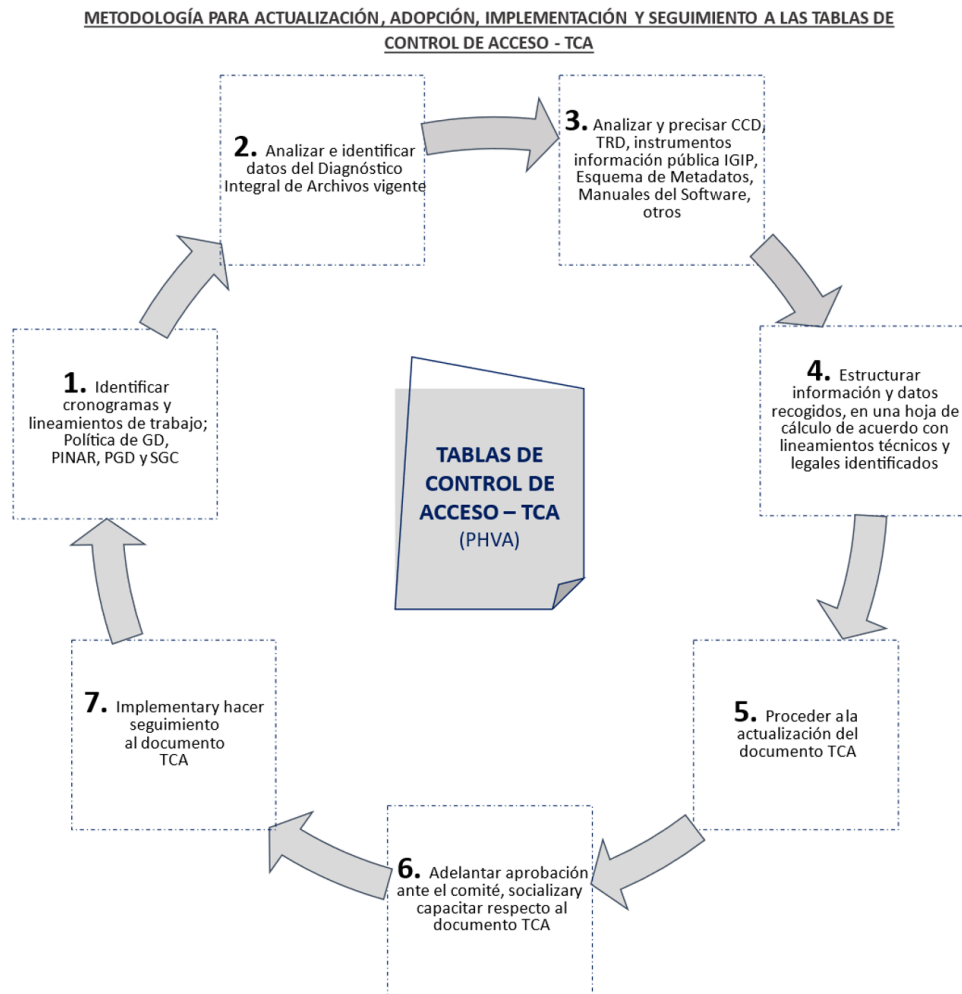 METODOLOGÍA PARA ACTUALIZACIÓN, ADOPCIÓN, IMPLEMENTACIÓN Y SEGUIMIENTO A LAS TABLAS DE
CONTROL DE ACCESO - TCA
1. Identificar
cronogramas y
lineamientos de trabajo;
Política de GD,
PINAR, PGD y SGC
2. Analizar e identificar
datos del Diagnóstico
Integral de Archivos vigente
3. Analizar y precisar CCD,
TRD, instrumentos
información pública IGIP,
Esquema de Metadatos,
Manuales del Software,
otros
4. Estructurar
información y datos
recogidos, en una hoja de
cálculo de acuerdo con
lineamientos técnicos y
legales identificados
5. Proceder a la
actualización del
documento TCA
6. Adelantar aprobación
ante el comité, socializary
capacitar respecto al
documento TCA
7. Implementary hacer
seguimiento
al documento
TCA
TABLAS DE
CONTROL DE
ACCESO – TCA
(PHVA)